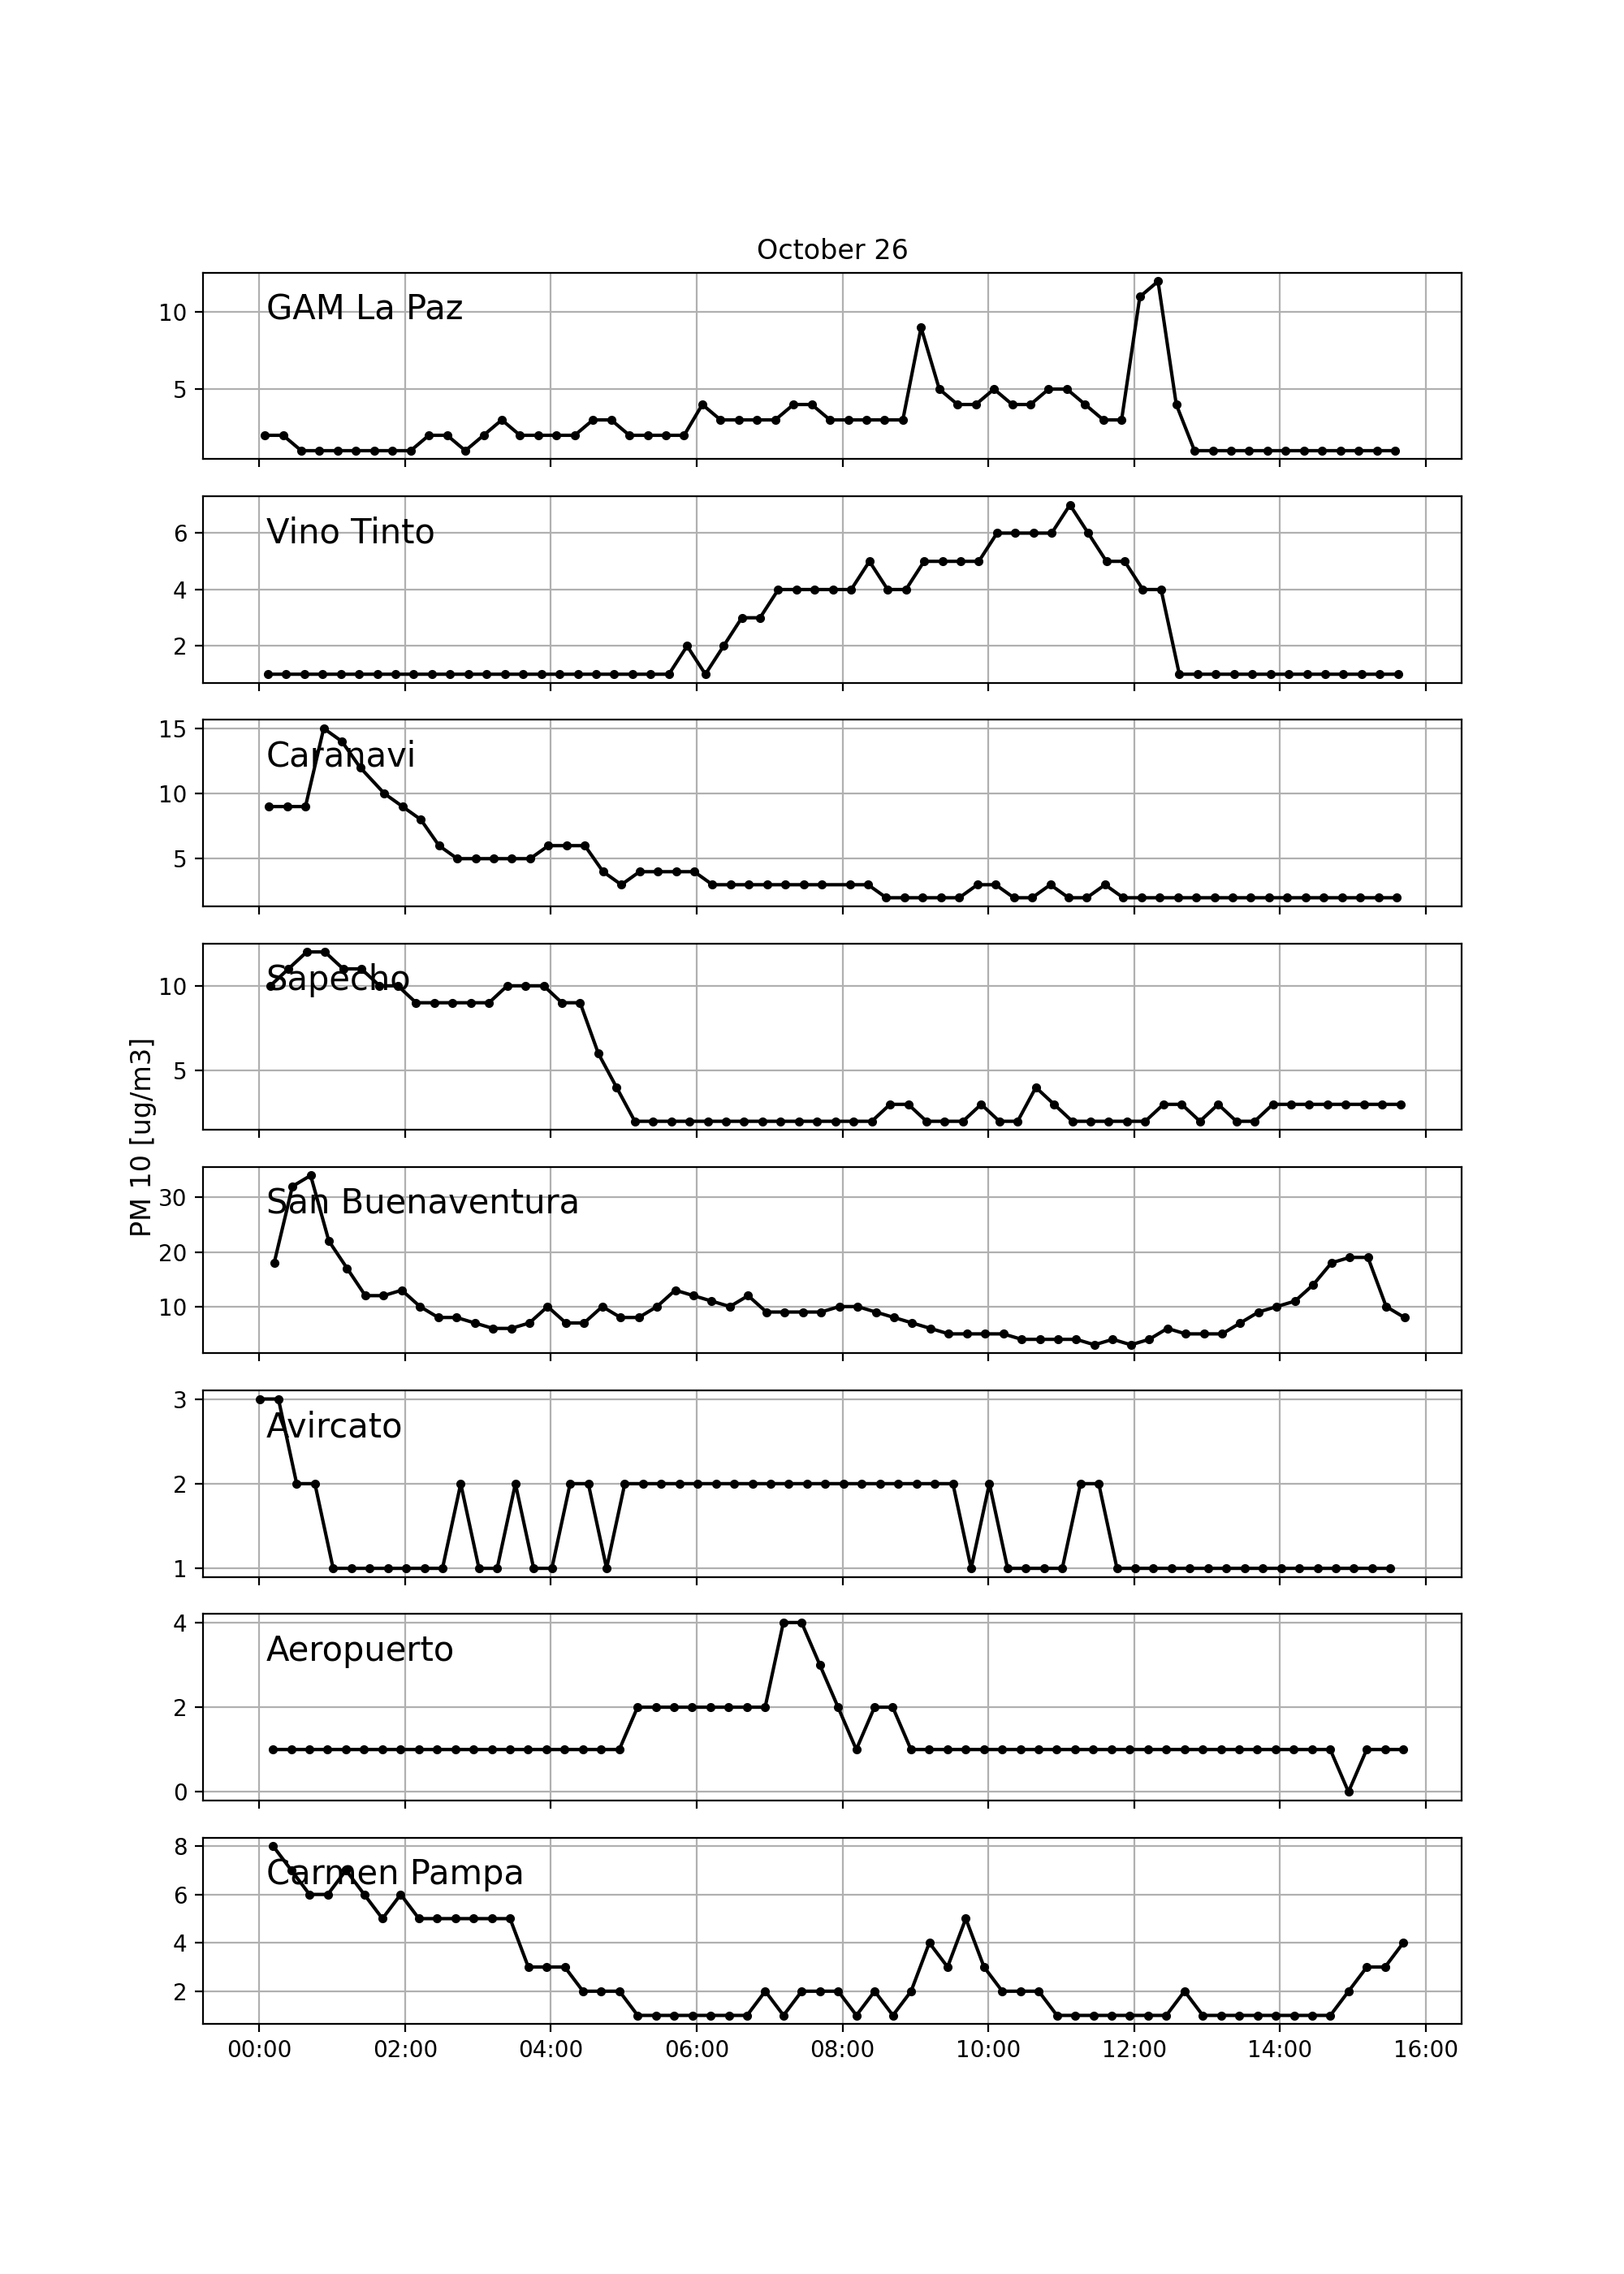 October 26
GAM La Paz
10
5
Vino Tinto
6
4
2
Caranavi
15
10
5
Sapecho
10
5
PM 10 [ug/m3]
San Buenaventura
30
20
10
Avircato
3
2
1
Aeropuerto
4
2
0
Carmen Pampa
8
6
4
2
00:00 02:00 04:00 06:00 08:00 10:00 12:00 14:00 16:00